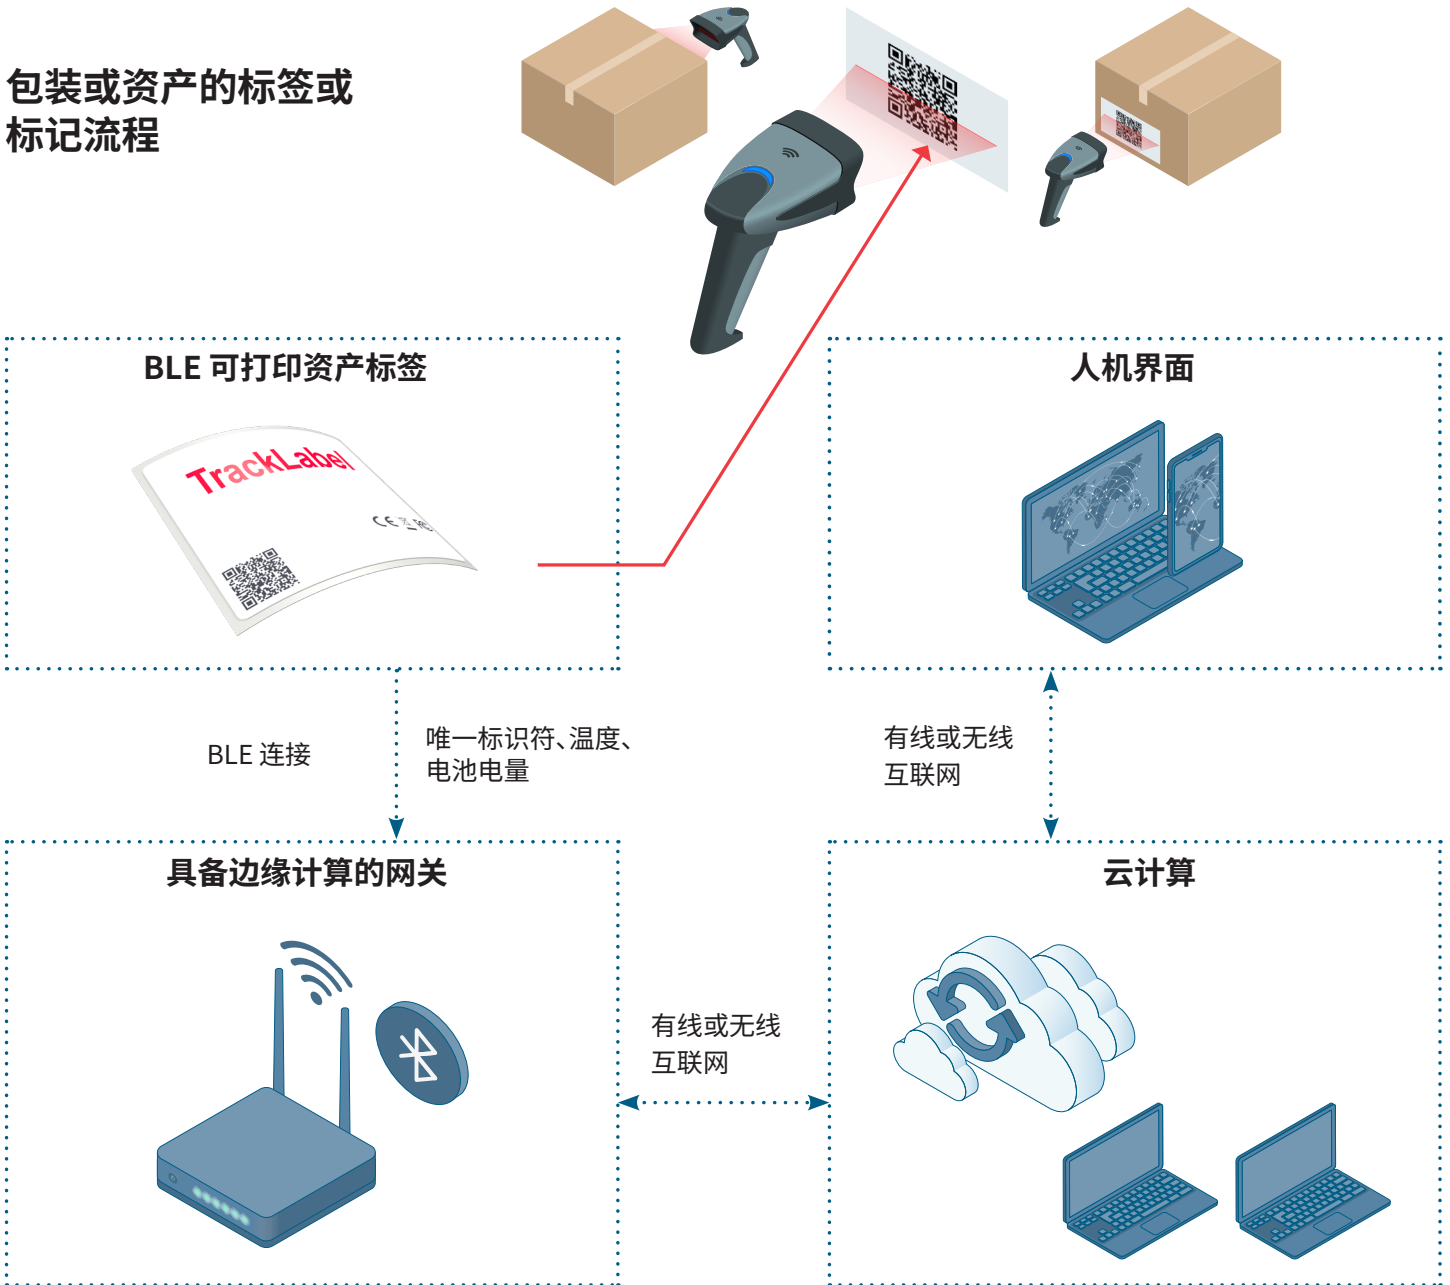 包装或资产的标签或
标记流程
BLE 可打印资产标签
TrackLabel
CE
人机界面
BLE 连接
唯一标识符、温度、
电池电量
有线或无线
互联网
具备边缘计算的网关
云计算
有线或无线
互联网